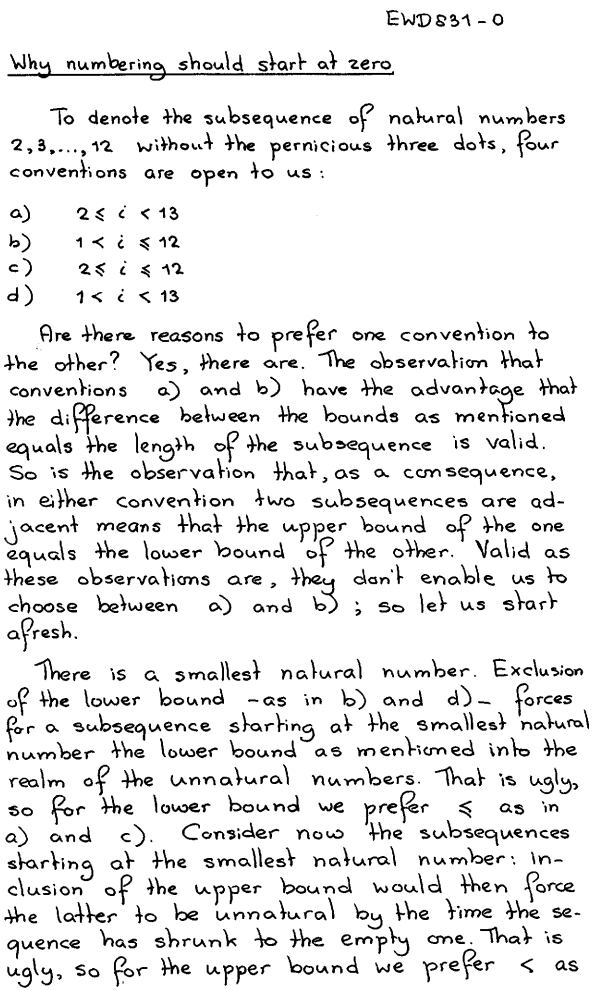 EWD831-0
Why numbering should start at zero
To denote the subsequence of natural numbers
2,3,...,12 without the pernicious three dots, four
conventions are open to us:
a) 2 ≤ i < 13
b) 1 < i ≤ 12
c) 2 ≤ i ≤ 12
d) 1 < i < 13
Are there reasons to prefer one convention to
the other? Yes, there are. The observation that
conventions a) and b) have the advantage that
the difference between the bounds as mentioned
equals the length of the subsequence is valid.
So is the observation that, as a consequence,
in either convention two subsequences are ad-
jacent means that the upper bound of the one
equals the lower bound of the other. Valid as
these observations are, they don't enable us to
choose between a) and b); so let us start
afresh.
There is a smallest natural number. Exclusion
of the lower bound -as in b) and d)- forces
for a subsequence starting at the smallest natural
number the lower bound as mentioned into the
realm of the unnatural numbers. That is ugly,
so for the lower bound we prefer ≤ as in
a) and c). Consider now the subsequences
starting at the smallest natural number: in-
clusion of the upper bound would then force
the latter to be unnatural by the time the se-
quence has shrunk to the empty one. That is
ugly, so for the upper bound we prefer < as